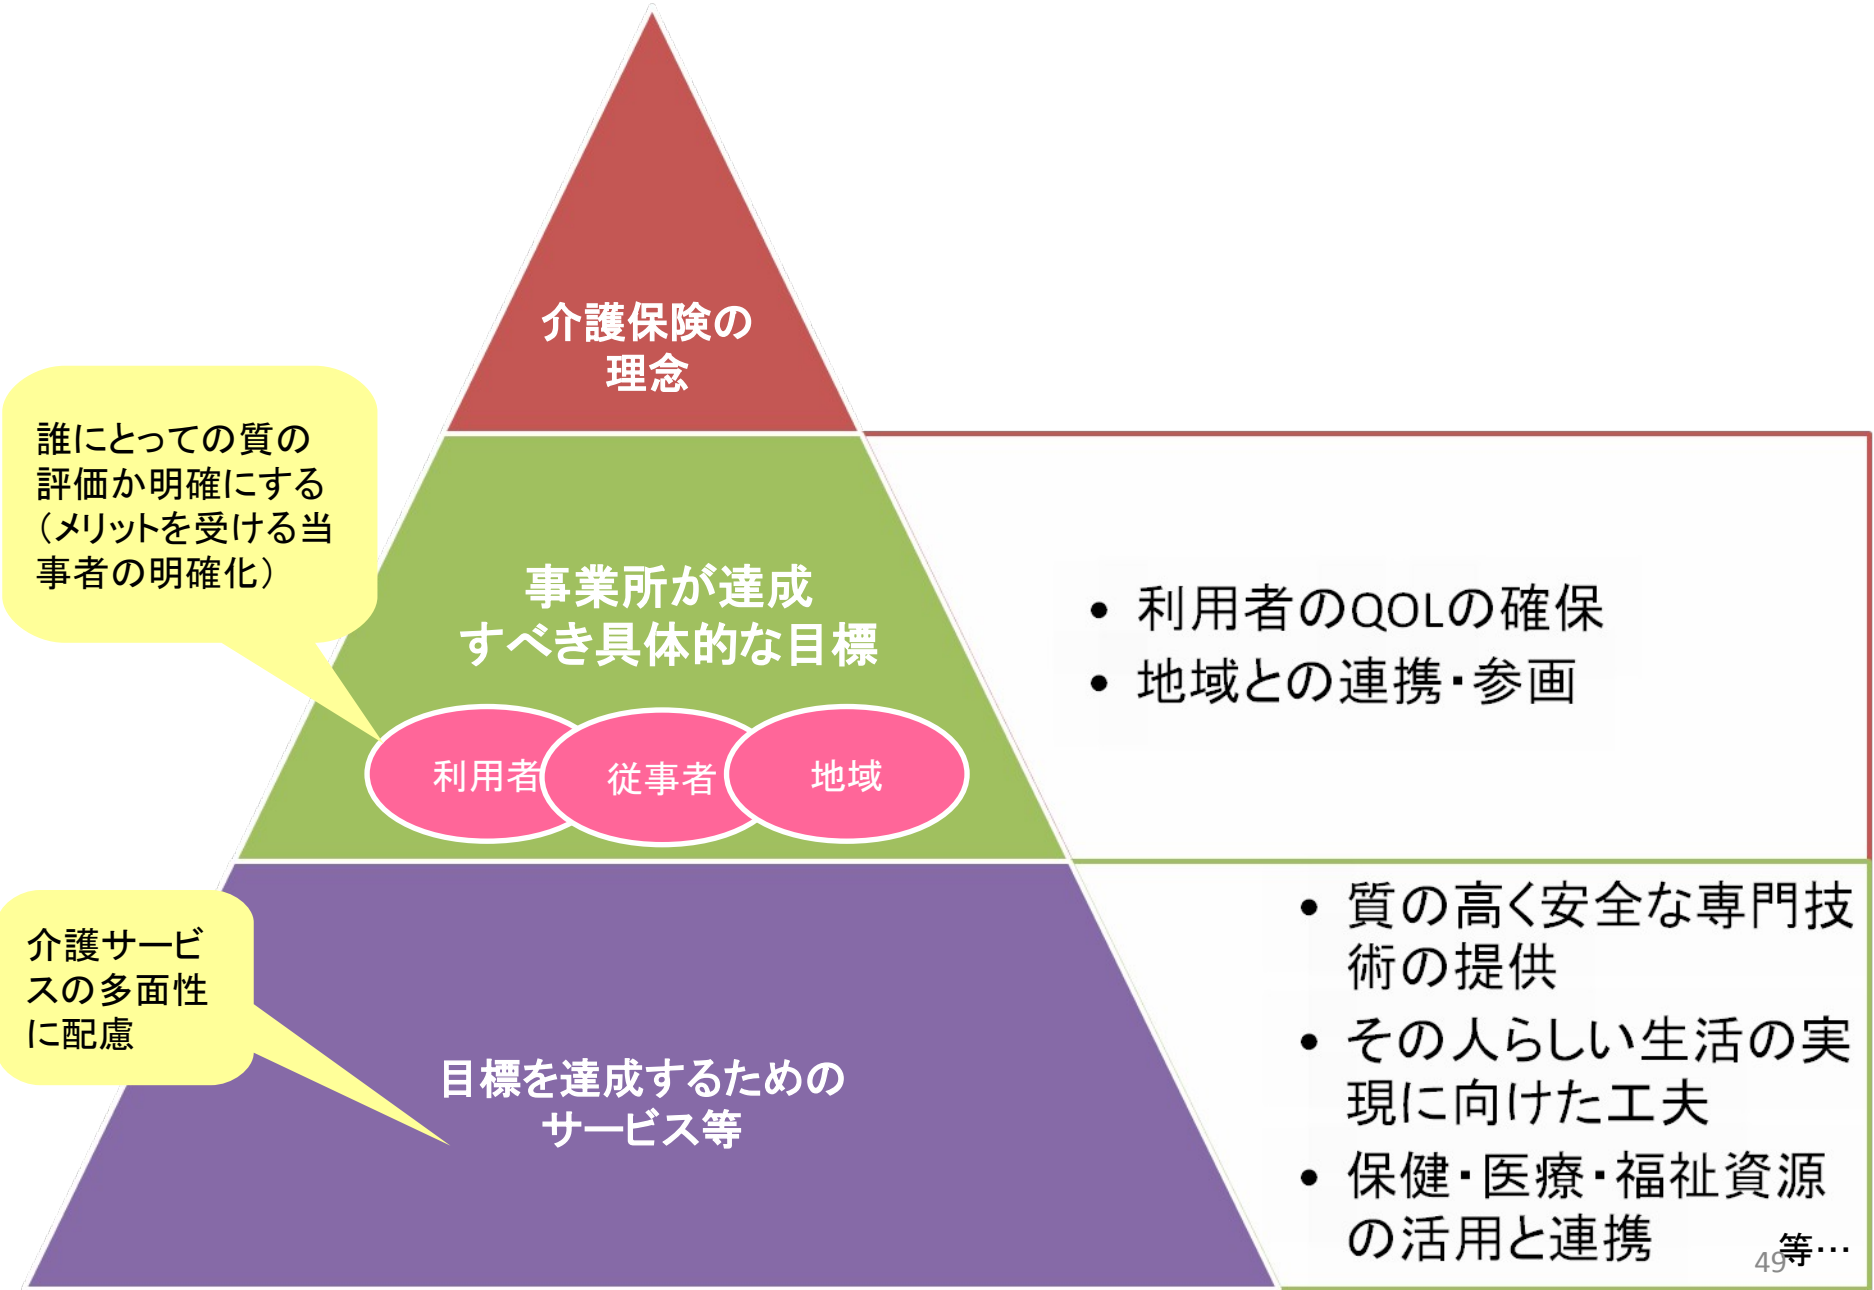 介護保険の
理念
誰にとっての質の
評価か明確にする
（メリットを受ける当
事者の明確化）
事業所が達成
すべき具体的な目標
利用者
従事者
地域
• 利用者のQOLの確保
• 地域との連携・参画
介護サービ
スの多面性
に配慮
目標を達成するための
サービス等
• 質の高く安全な専門技
術の提供
• その人らしい生活の実
現に向けた工夫
• 保健・医療・福祉資源
の活用と連携
等…
49